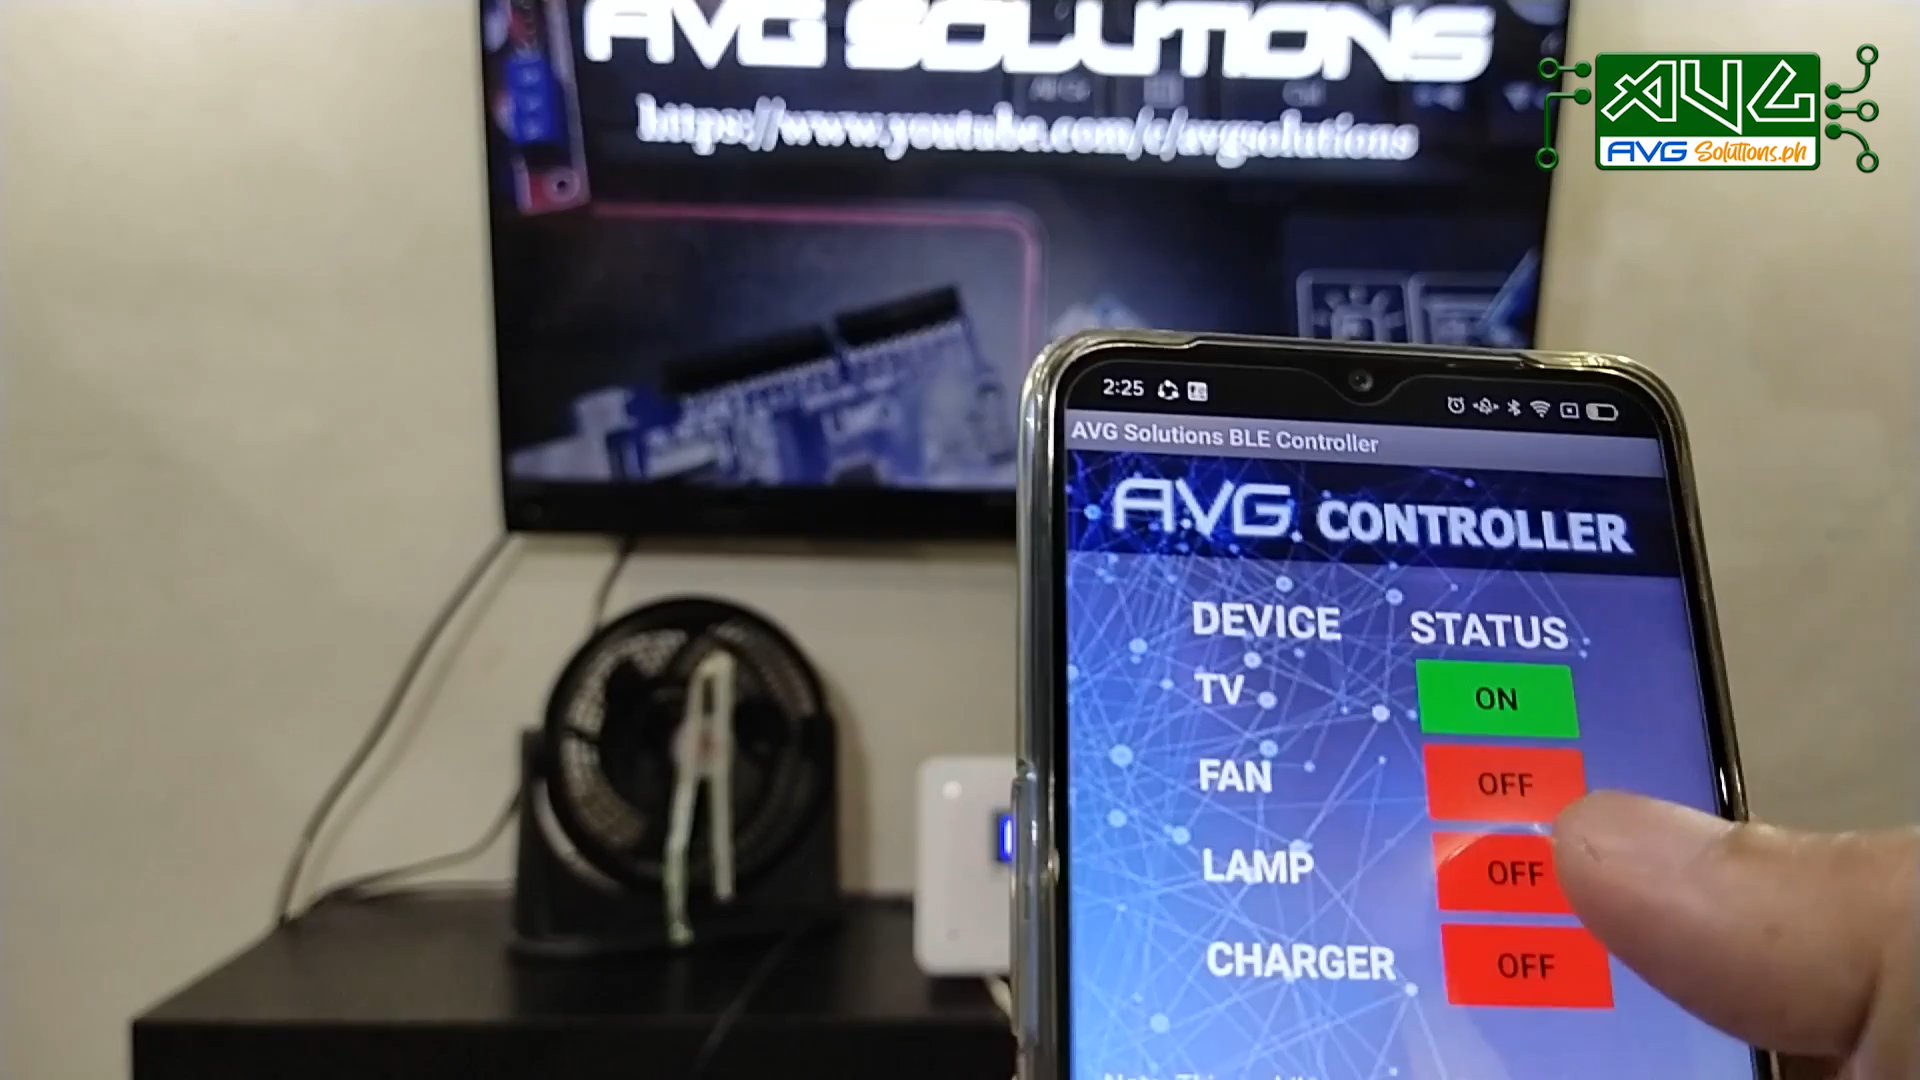 AVG SOLUTIONS
https://www.youtube.com/c/avgsolutions
AVG
AVG Solutions.ph
2:25
AVG Solutions BLE Controller
AVG CONTROLLER
DEVICE STATUS
TV ON
FAN OFF
LAMP OFF
CHARGER OFF